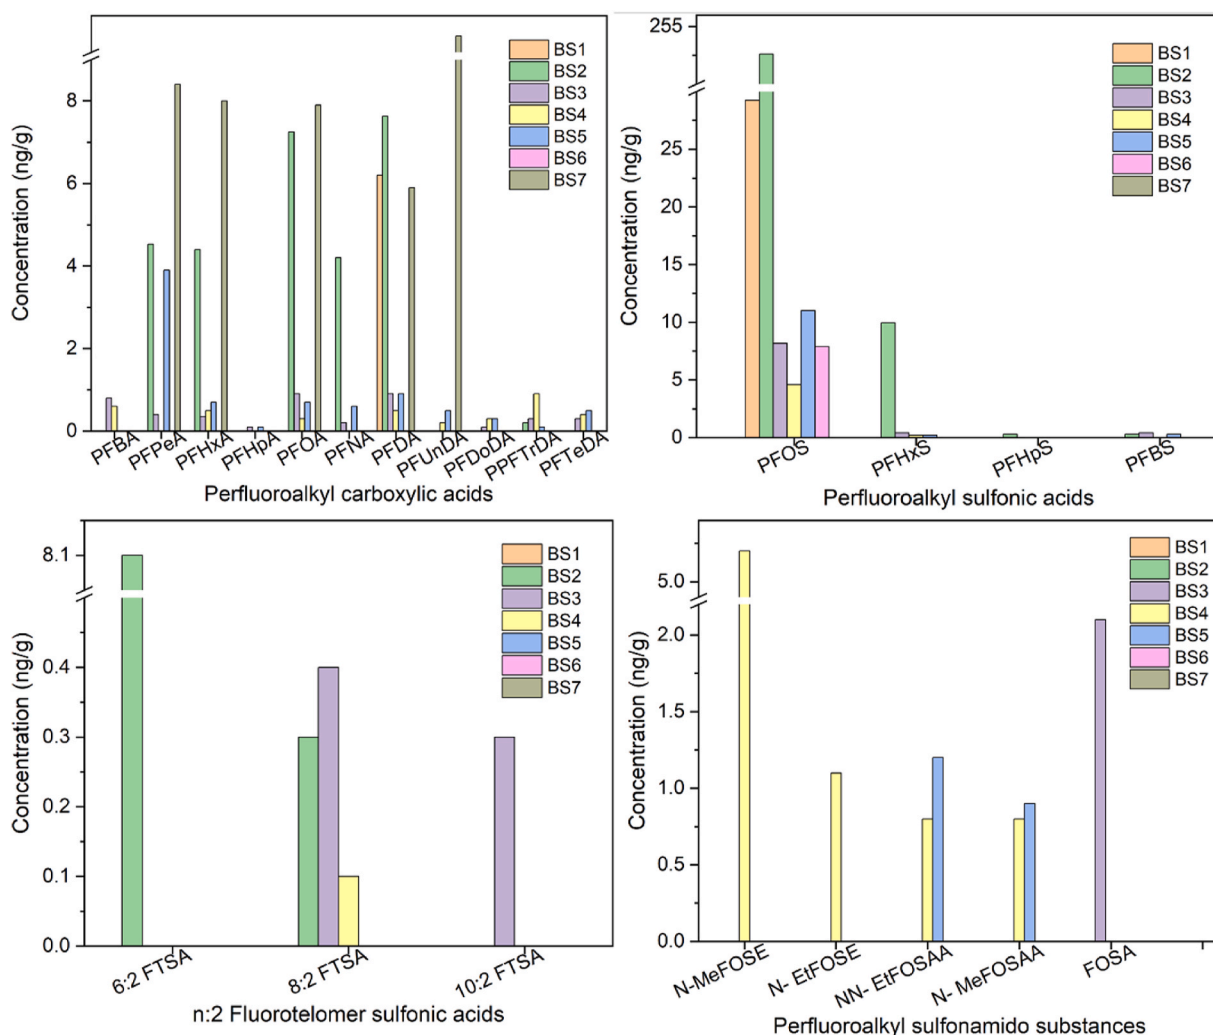 Concentration (ng/g)
8
6
4
2
0
BS1
BS2
BS3
BS4
BS5
BS6
BS7
PFBA
PFPeA
PFHxA
PFHpA
PFOA
PFNA
PFDA
PFUnDA
PFDoDA
PPFTrDA
PFTeDA
Perfluoroalkyl carboxylic acids
Concentration (ng/g)
255
25
20
15
10
5
0
BS1
BS2
BS3
BS4
BS5
BS6
BS7
PFOS
PFHxS
PFHpS
PFBS
Perfluoroalkyl sulfonic acids
Concentration (ng/g)
8.1
0.4
0.3
0.2
0.1
0.0
BS1
BS2
BS3
BS4
BS5
BS6
BS7
6:2 FTSA
8:2 FTSA
10:2 FTSA
n:2 Fluorotelomer sulfonic acids
Concentration (ng/g)
5.0
2.0
1.5
1.0
0.5
0.0
BS1
BS2
BS3
BS4
BS5
BS6
BS7
N-MeFOSE
N- EtFOSE
NN- EtFOSAA
N- MeFOSAA
FOSA
Perfluoroalkyl sulfonamido substances